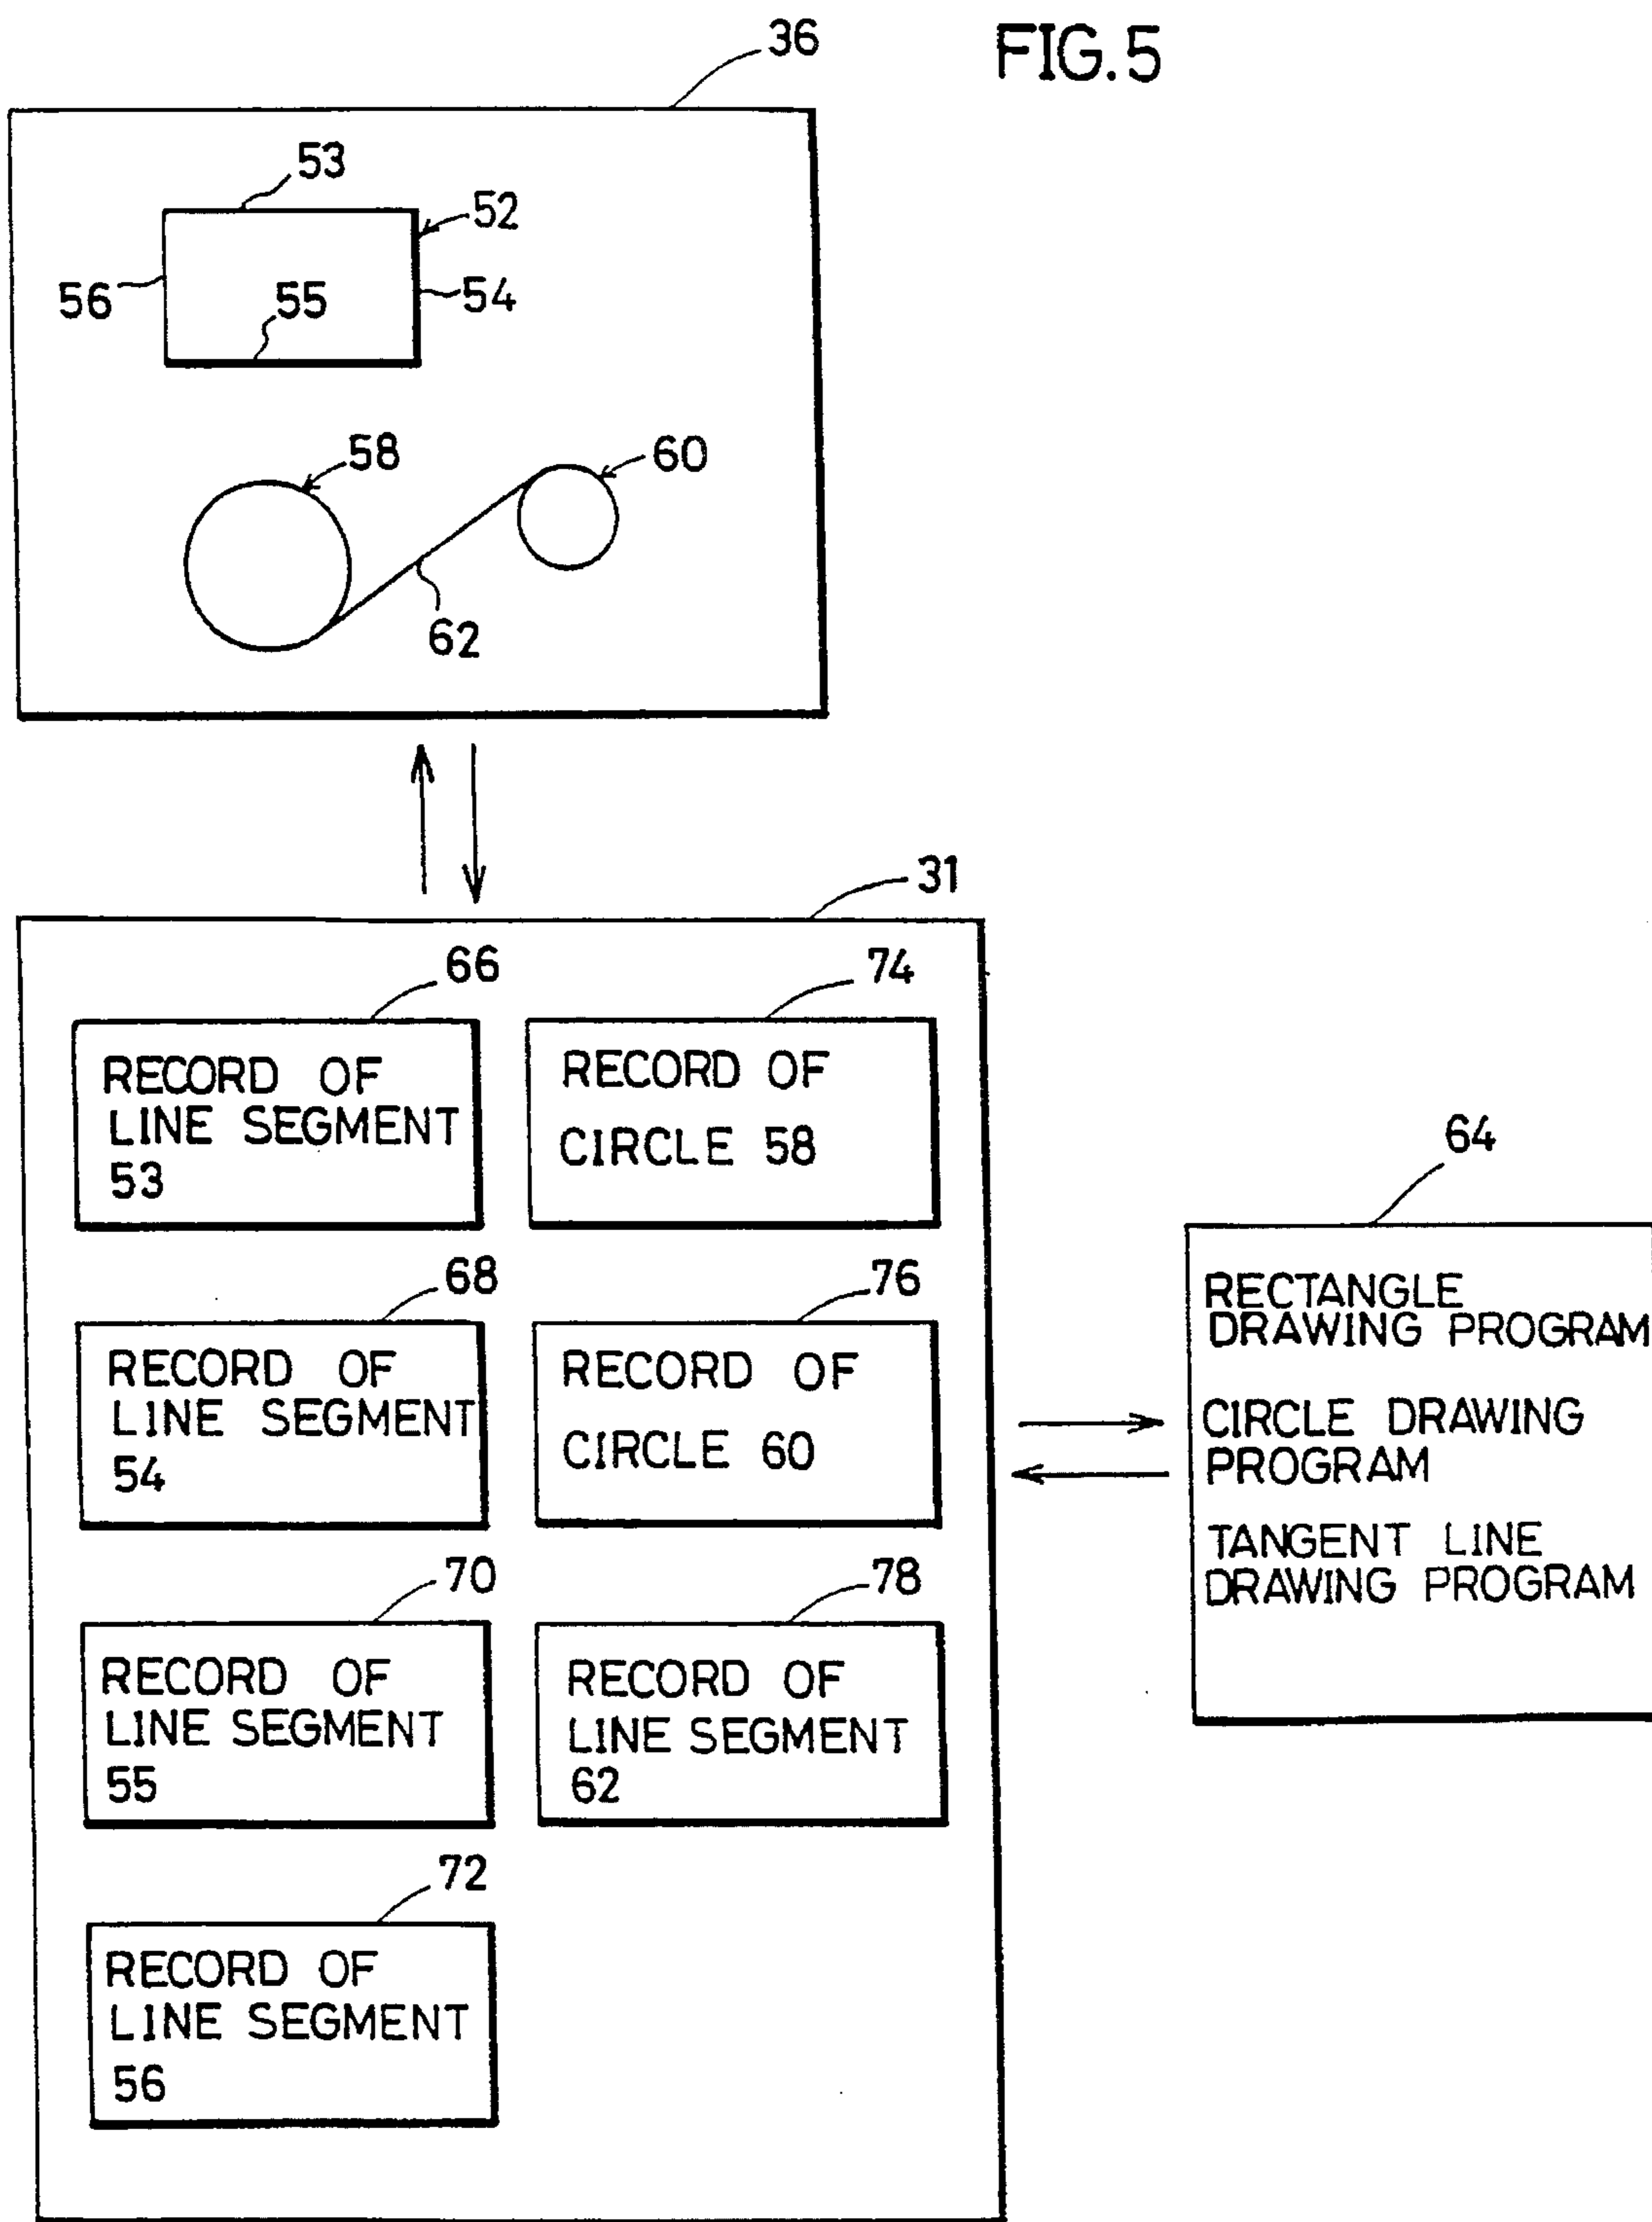 FIG.5
36
53
52
56
55
54
58
60
62
31
66
74
RECORD OF
LINE SEGMENT
53
RECORD OF
CIRCLE 58
64
68
76
RECORD OF
LINE SEGMENT
54
RECORD OF
CIRCLE 60
RECTANGLE
DRAWING PROGRAM
CIRCLE DRAWING
PROGRAM
TANGENT LINE
DRAWING PROGRAM
70
78
RECORD OF
LINE SEGMENT
55
RECORD OF
LINE SEGMENT
62
72
RECORD OF
LINE SEGMENT
56